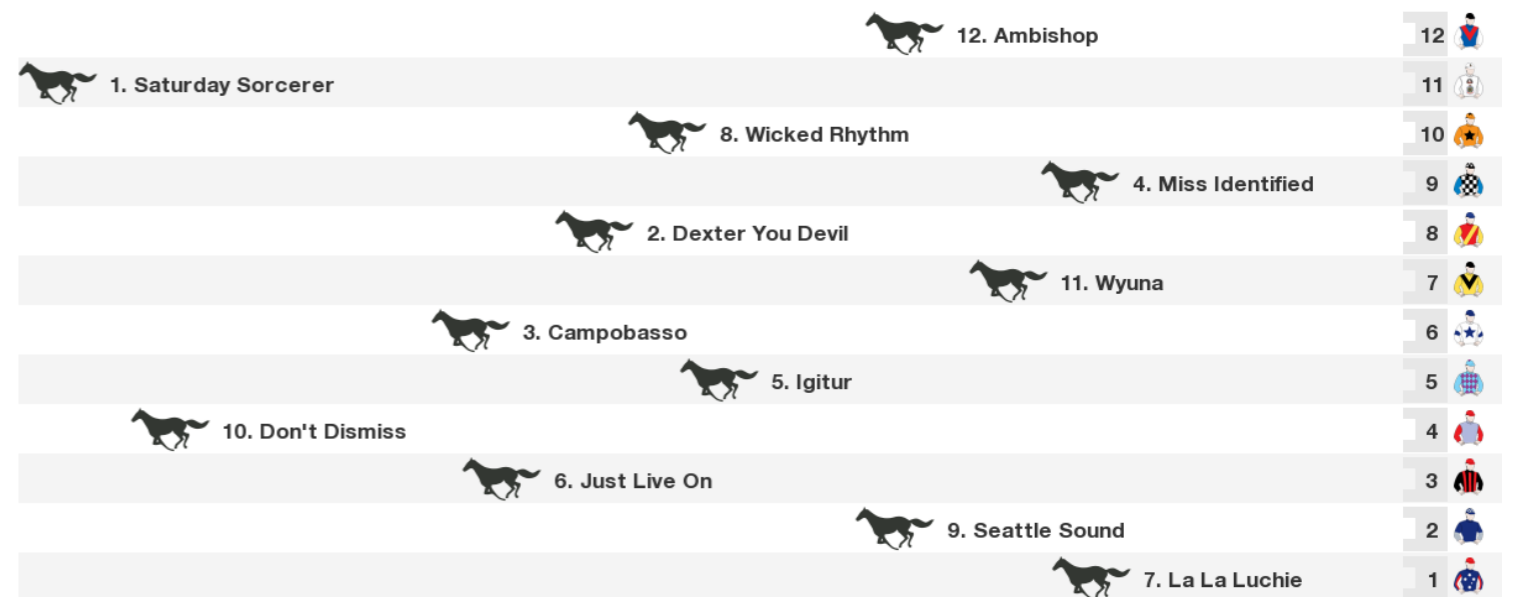 12. Ambishop 12
1. Saturday Sorcerer 11
8. Wicked Rhythm 10
4. Miss Identified 9
2. Dexter You Devil 8
11. Wyuna 7
3. Campobasso 6
5. Igitur 5
10. Don't Dismiss 4
6. Just Live On 3
9. Seattle Sound 2
7. La La Luchie 1